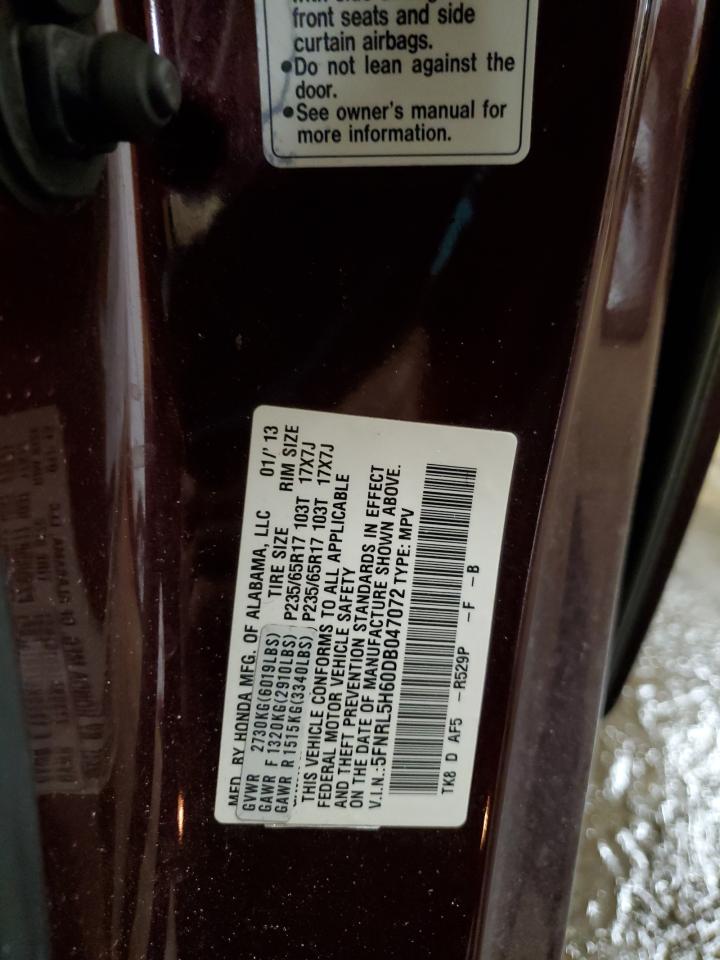 front seats and side
curtain airbags.
●Do not lean against the
door.
●See owner's manual for
more information.
MFD. BY HONDA MFG. OF ALABAMA, LLC 01/'13
GVWR 2730KG(6019LBS) TIRE SIZE RIM SIZE
GAWR F 1320KG(2910LBS) P235/65R17 103T 17X7J
GAWR R 1515KG(3340LBS) P235/65R17 103T 17X7J
THIS VEHICLE CONFORMS TO ALL APPLICABLE
FEDERAL MOTOR VEHICLE SAFETY
AND THEFT PREVENTION STANDARDS IN EFFECT
ON THE DATE OF MANUFACTURE SHOWN ABOVE.
V.I.N.:5FNRL5H60DB047072 TYPE: MPV
TK8 D AF5 –R529P –F –B